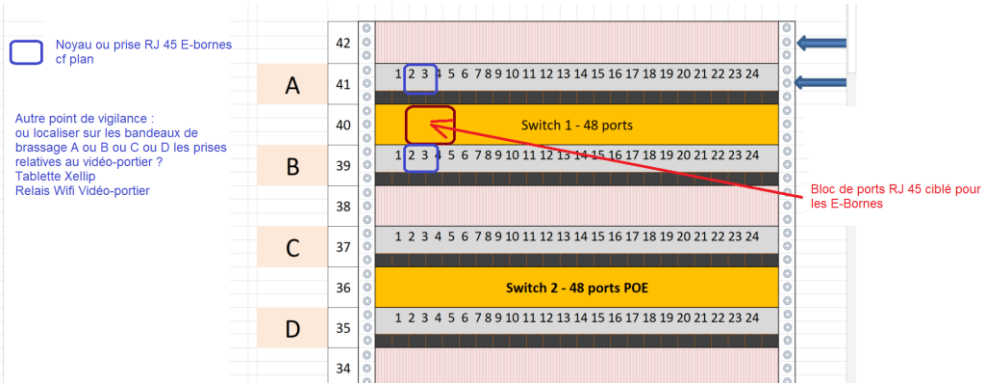 Noyau ou prise RJ 45 E-bornes
cf plan
Autre point de vigilance :
ou localiser sur les bandeaux de
brassage A ou B ou C ou D les prises
relatives au vidéo-portier ?
Tablette Xellip
Relais Wifi Vidéo-portier
42
A 41 1 2 3 4 5 6 7 8 9 10 11 12 13 14 15 16 17 18 19 20 21 22 23 24
40 Switch 1 - 48 ports
B 39 1 2 3 4 5 6 7 8 9 10 11 12 13 14 15 16 17 18 19 20 21 22 23 24
38
C 37 1 2 3 4 5 6 7 8 9 10 11 12 13 14 15 16 17 18 19 20 21 22 23 24
36 Switch 2 - 48 ports POE
D 35 1 2 3 4 5 6 7 8 9 10 11 12 13 14 15 16 17 18 19 20 21 22 23 24
34
Bloc de ports RJ 45 ciblé pour
les E-Bornes